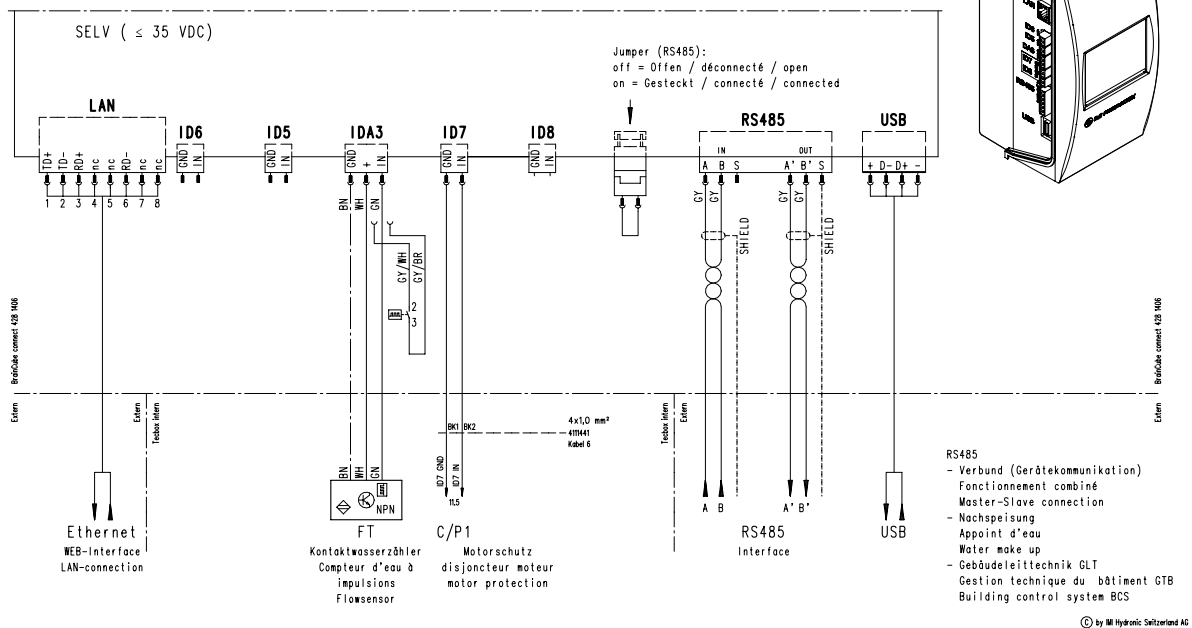 SELV ( ≤ 35 VDC)
Jumper (RS485):
off = Offen / déconnecté / open
on = Gesteckt / connecté / connected
LAN
ID6
ID5
IDA3
ID7
ID8
RS485
USB
IN
OUT
TD+
TD-
RD+
nc
nc
RD-
nc
nc
GND
IN
GND
IN
GND
+
IN
GND
IN
GND
IN
A B S
A' B' S
+ D- D+ -
1 2 3 4 5 6 7 8
BN
WH
GN
GY
GY
GY
GY
SHIELD
SHIELD
GY/WH
GY/BR
2
3
BrainCube connect 428 1406
BrainCube connect 428 1406
Extern
Extern
Tecbox intern
Tecbox intern
Extern
Extern
BK1
BK2
4x1,0 mm²
4111441
Kabel 6
BN
WH
GN
ID7 GND
ID7 IN
11,5
NPN
A B
A' B'
Ethernet
WEB-Interface
LAN-connection
FT
Kontaktwasserzähler
Compteur d'eau à
impulsions
Flowsensor
C/P1
Motorschutz
disjoncteur moteur
motor protection
RS485
Interface
USB
RS485
- Verbund (Gerätekommunikation)
Fonctionnement combiné
Master-Slave connection
- Nachspeisung
Appoint d'eau
Water make up
- Gebäudeleittechnik GLT
Gestion technique du bâtiment GTB
Building control system BCS
© by IMI Hydronic Switzerland AG
LAN
ID6
ID5
ID7
ID8
RS485
USB